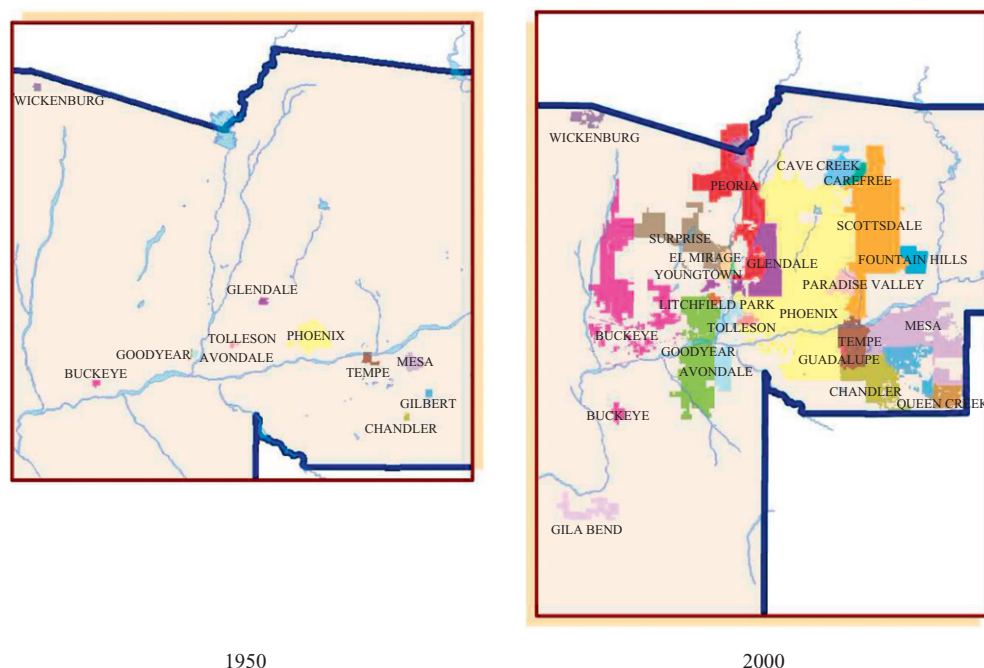 WICKENBURG
GLENDALE
TOLLESON
PHOENIX
GOODYEAR
AVONDALE
BUCKEYE
TEMPE
MESA
GILBERT
CHANDLER
1950
WICKENBURG
CAVE CREEK
PEORIA
CAREFREE
SCOTTSDALE
SURPRISE
EL MIRAGE
GLENDALE
FOUNTAIN HILLS
YOUNGTOWN
PARADISE VALLEY
LITCHFIELD PARK
PHOENIX
TOLLESON
MESA
BUCKEYE
TEMPE
GOODYEAR
GUADALUPE
AVONDALE
CHANDLER
QUEEN CREEK
BUCKEYE
GILA BEND
2000